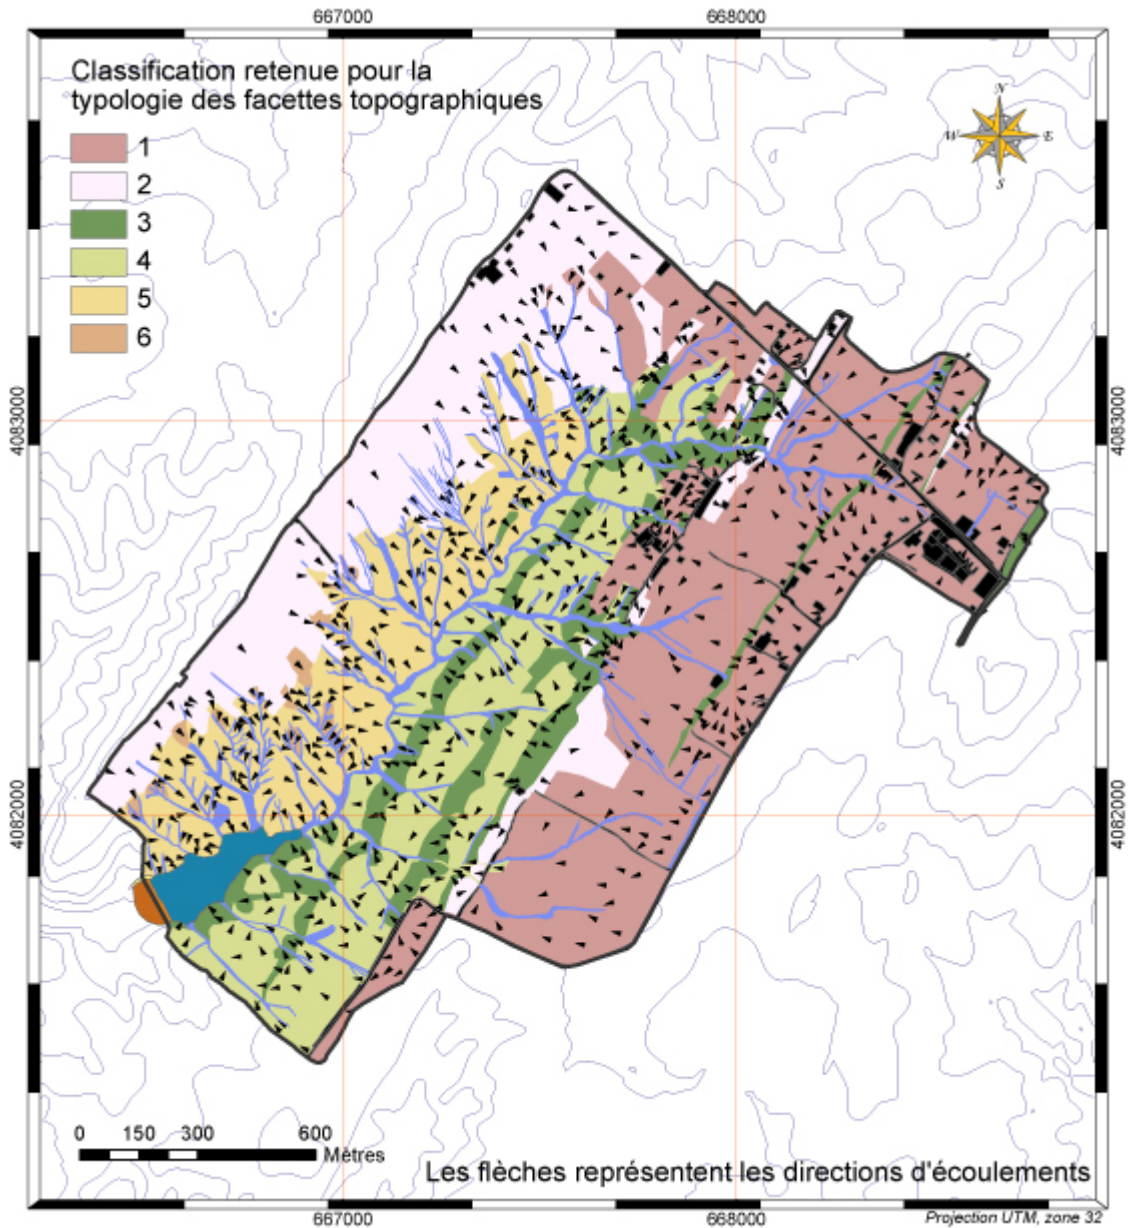 667000
668000
Classification retenue pour la
typologie des facettes topographiques
1
2
3
4
5
6
N
W
E
S
4083000
4083000
4082000
4082000
0 150 300 600
Mètres
Les flèches représentent les directions d'écoulements
667000
668000
Projection UTM, zone 32